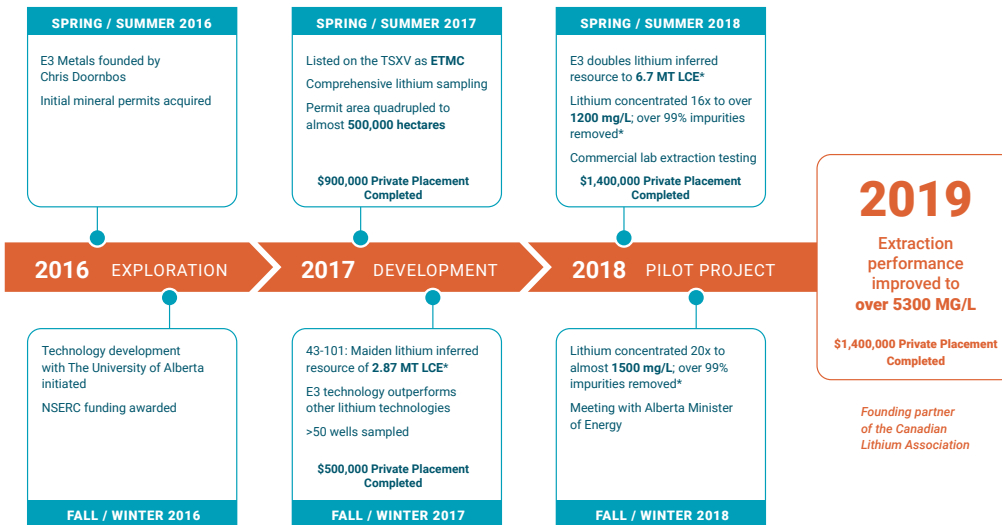 SPRING / SUMMER 2016
E3 Metals founded by
Chris Doornbos
Initial mineral permits acquired
SPRING / SUMMER 2017
Listed on the TSXV as ETMC
Comprehensive lithium sampling
Permit area quadrupled to
almost 500,000 hectares
$900,000 Private Placement
Completed
SPRING / SUMMER 2018
E3 doubles lithium inferred
resource to 6.7 MT LCE*
Lithium concentrated 16x to over
1200 mg/L; over 99% impurities
removed*
Commercial lab extraction testing
$1,400,000 Private Placement
Completed
2016 EXPLORATION
2017 DEVELOPMENT
2018 PILOT PROJECT
2019
Extraction
performance
improved to
over 5300 MG/L
$1,400,000 Private Placement
Completed
Founding partner
of the Canadian
Lithium Association
Technology development
with The University of Alberta
initiated
NSERC funding awarded
FALL / WINTER 2016
43-101: Maiden lithium inferred
resource of 2.87 MT LCE*
E3 technology outperforms
other lithium technologies
>50 wells sampled
$500,000 Private Placement
Completed
FALL / WINTER 2017
Lithium concentrated 20x to
almost 1500 mg/L; over 99%
impurities removed*
Meeting with Alberta Minister
of Energy
FALL / WINTER 2018